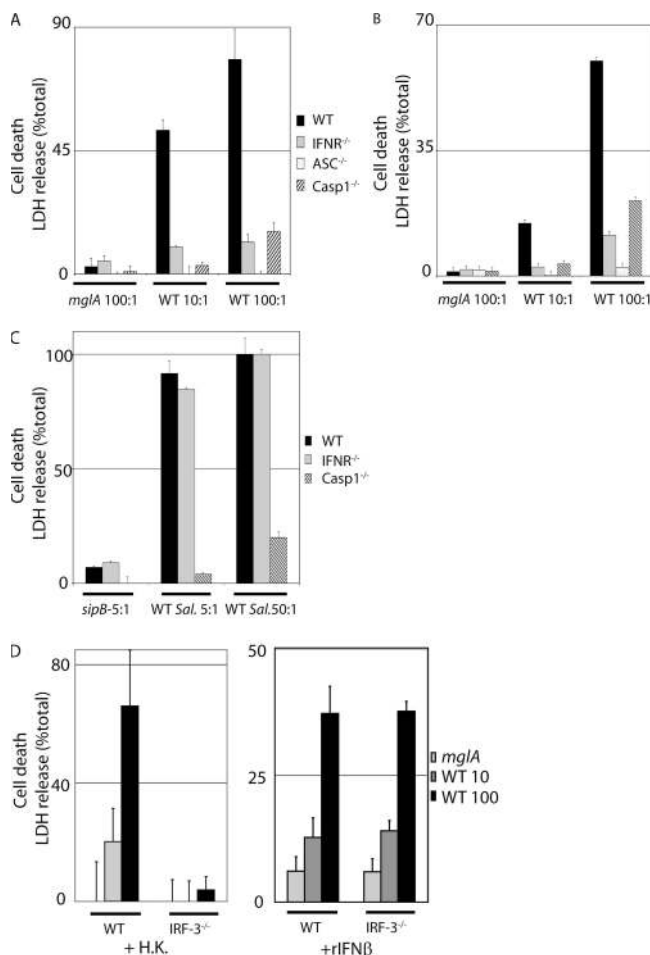 A
Cell death
LDH release (%total)
90
45
0
mglA 100:1
WT 10:1
WT 100:1
WT
IFNR-/-
ASC-/-
Casp1-/-
B
Cell death
LDH release (%total)
70
35
0
mglA 100:1
WT 10:1
WT 100:1
C
Cell death
LDH release (%total)
100
50
0
sipB-5:1
WT Sal. 5:1
WT Sal.50:1
WT
IFNR-/-
Casp1-/-
D
Cell death
LDH release (%total)
80
40
0
WT
IRF-3-/-
+ H.K.
50
25
0
WT
IRF-3-/-
+rIFNβ
mglA
WT 10
WT 100